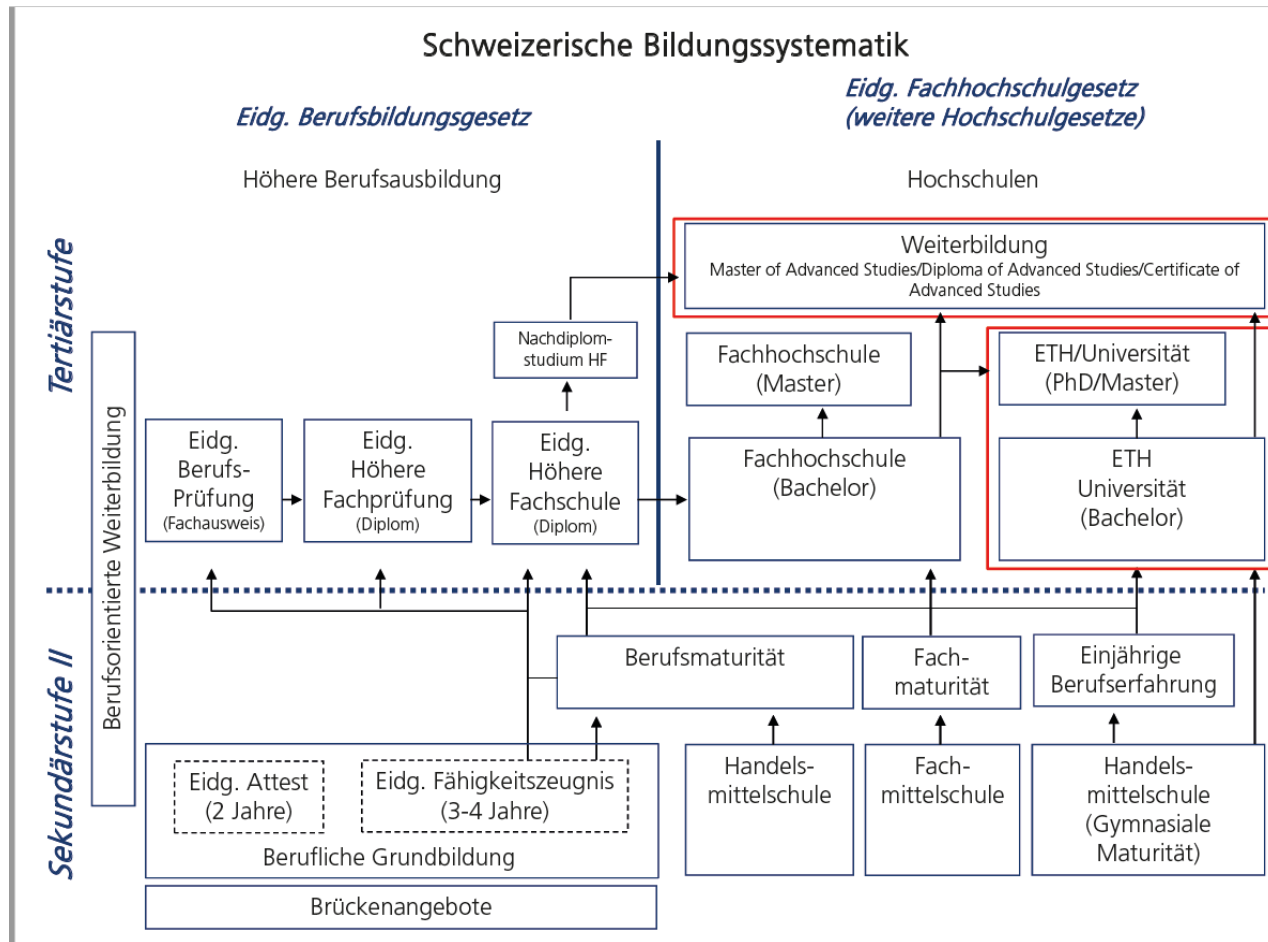 Schweizerische Bildungssystematik
Eidg. Berufsbildungsgesetz
Eidg. Fachhochschulgesetz
(weitere Hochschulgesetze)
Höhere Berufsausbildung
Hochschulen
Tertiärstufe
Weiterbildung
Master of Advanced Studies/Diploma of Advanced Studies/Certificate of
Advanced Studies
Nachdiplom-
studium HF
Fachhochschule
(Master)
ETH/Universität
(PhD/Master)
Berufsorientierte Weiterbildung
Eidg.
Berufs-
Prüfung
(Fachausweis)
Eidg.
Höhere
Fachprüfung
(Diplom)
Eidg.
Höhere
Fachschule
(Diplom)
Fachhochschule
(Bachelor)
ETH
Universität
(Bachelor)
Sekundärstufe II
Berufsmaturität
Fach-
maturität
Einjährige
Berufserfahrung
Eidg. Attest
(2 Jahre)
Eidg. Fähigkeitszeugnis
(3-4 Jahre)
Berufliche Grundbildung
Handels-
mittelschule
Fach-
mittelschule
Handels-
mittelschule
(Gymnasiale
Maturität)
Brückenangebote